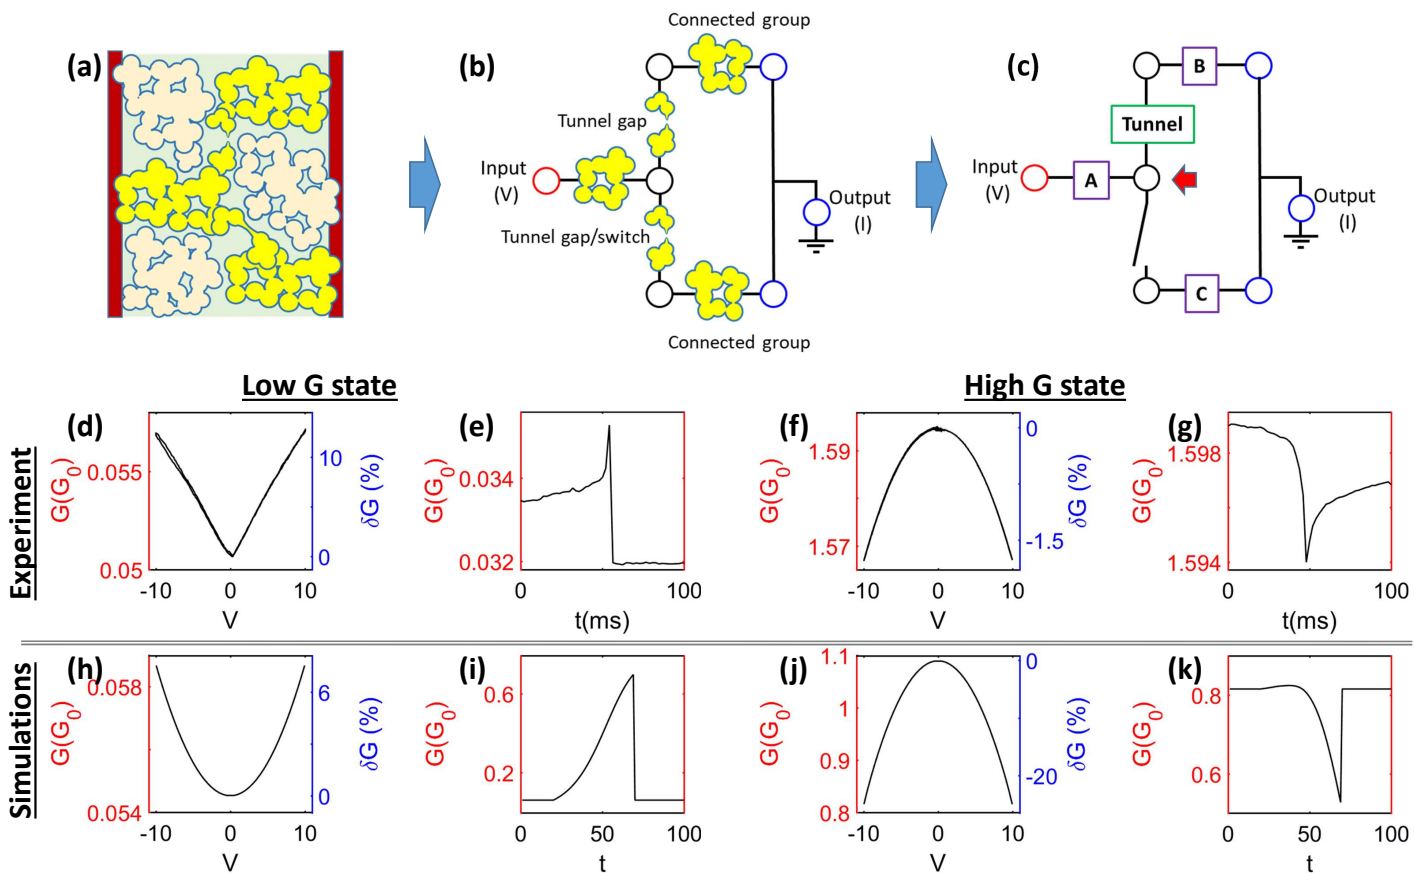 Connected group
(a)
(b)
(c)
B
Tunnel gap
Tunnel
Input
(V)
Input
(V)
A
Output
(I)
Output
(I)
Tunnel gap/switch
C
Connected group
Low G state
High G state
Experiment
(d)
G(G0)
0.055
0.05
-10 0 10
V
10
0
δG (%)
(e)
G(G0)
0.034
0.032
0 50 100
t(ms)
(f)
G(G0)
1.59
1.57
-10 0 10
V
0
-1.5
δG (%)
(g)
G(G0)
1.598
1.594
0 50 100
t(ms)
Simulations
(h)
G(G0)
0.058
0.054
-10 0 10
V
6
0
δG (%)
(i)
G(G0)
0.6
0.2
0 50 100
t
(j)
G(G0)
1.1
1
0.9
0.8
-10 0 10
V
0
-20
δG (%)
(k)
G(G0)
0.8
0.6
0 50 100
t